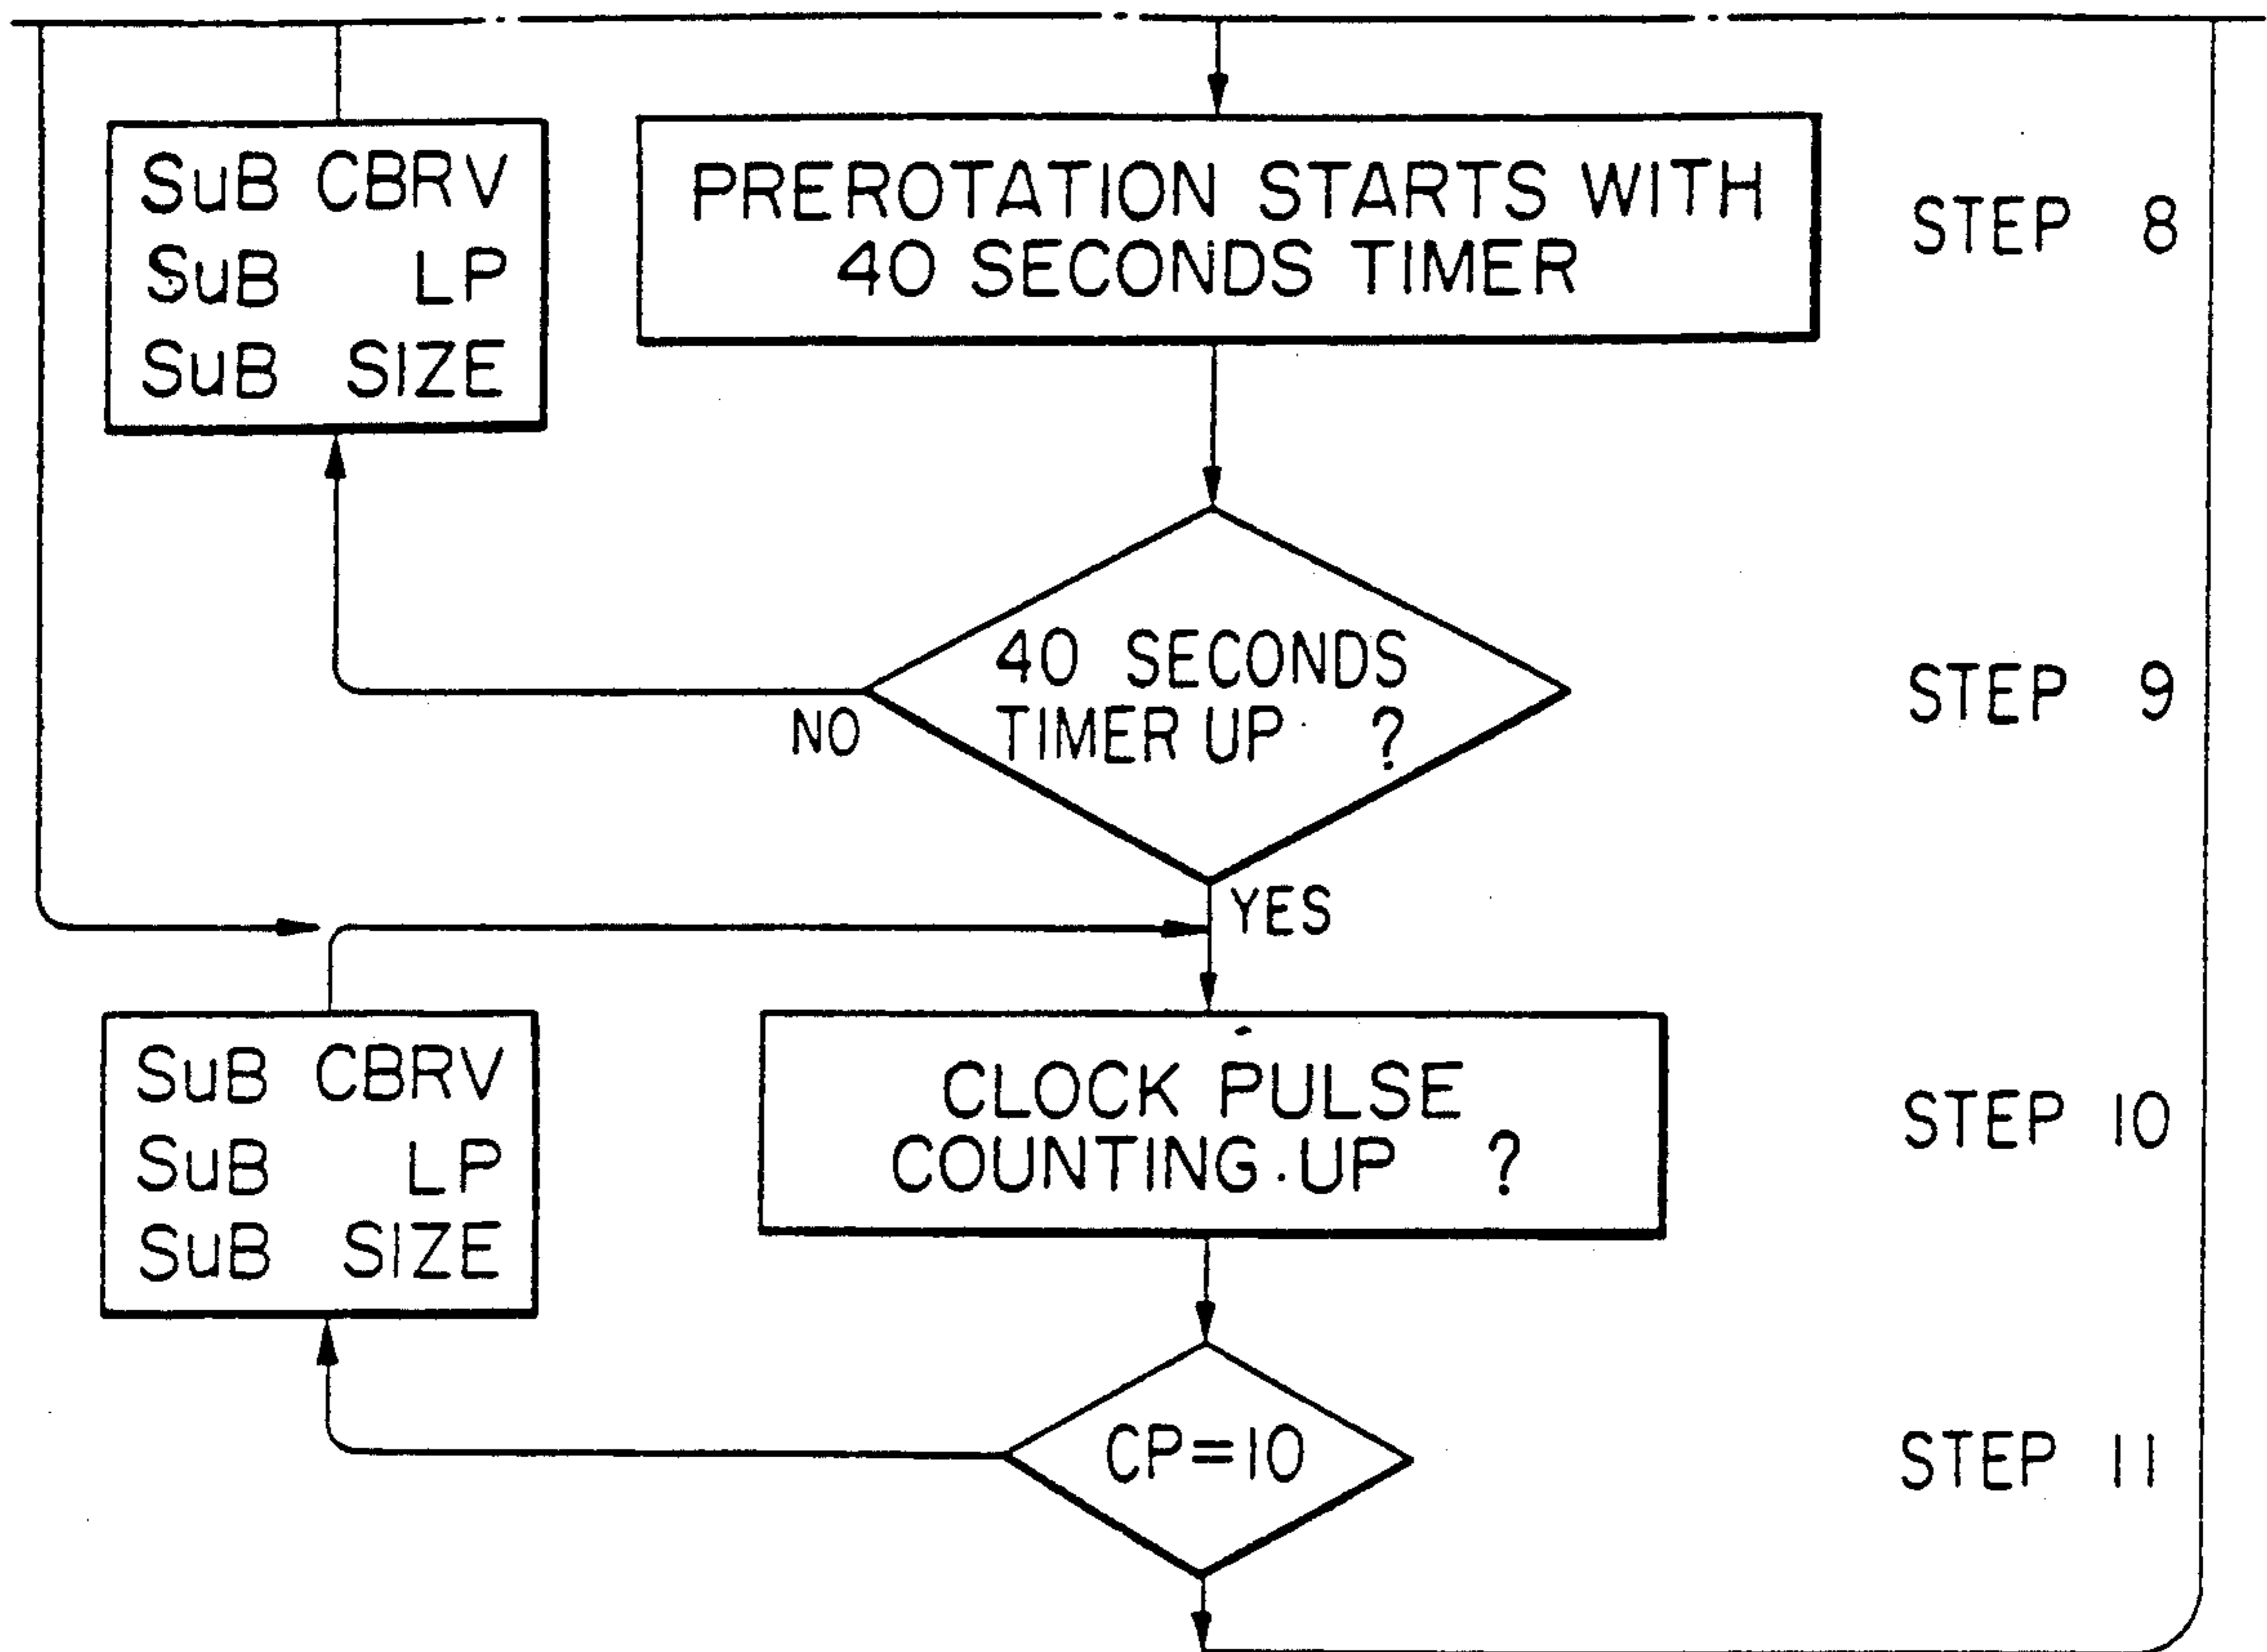 SuB CBRV
SuB LP
SuB SIZE
PREROTATION STARTS WITH
40 SECONDS TIMER
STEP 8
40 SECONDS
TIMER UP ?
NO
STEP 9
YES
SuB CBRV
SuB LP
SuB SIZE
CLOCK PULSE
COUNTING UP ?
STEP 10
CP=10
STEP 11